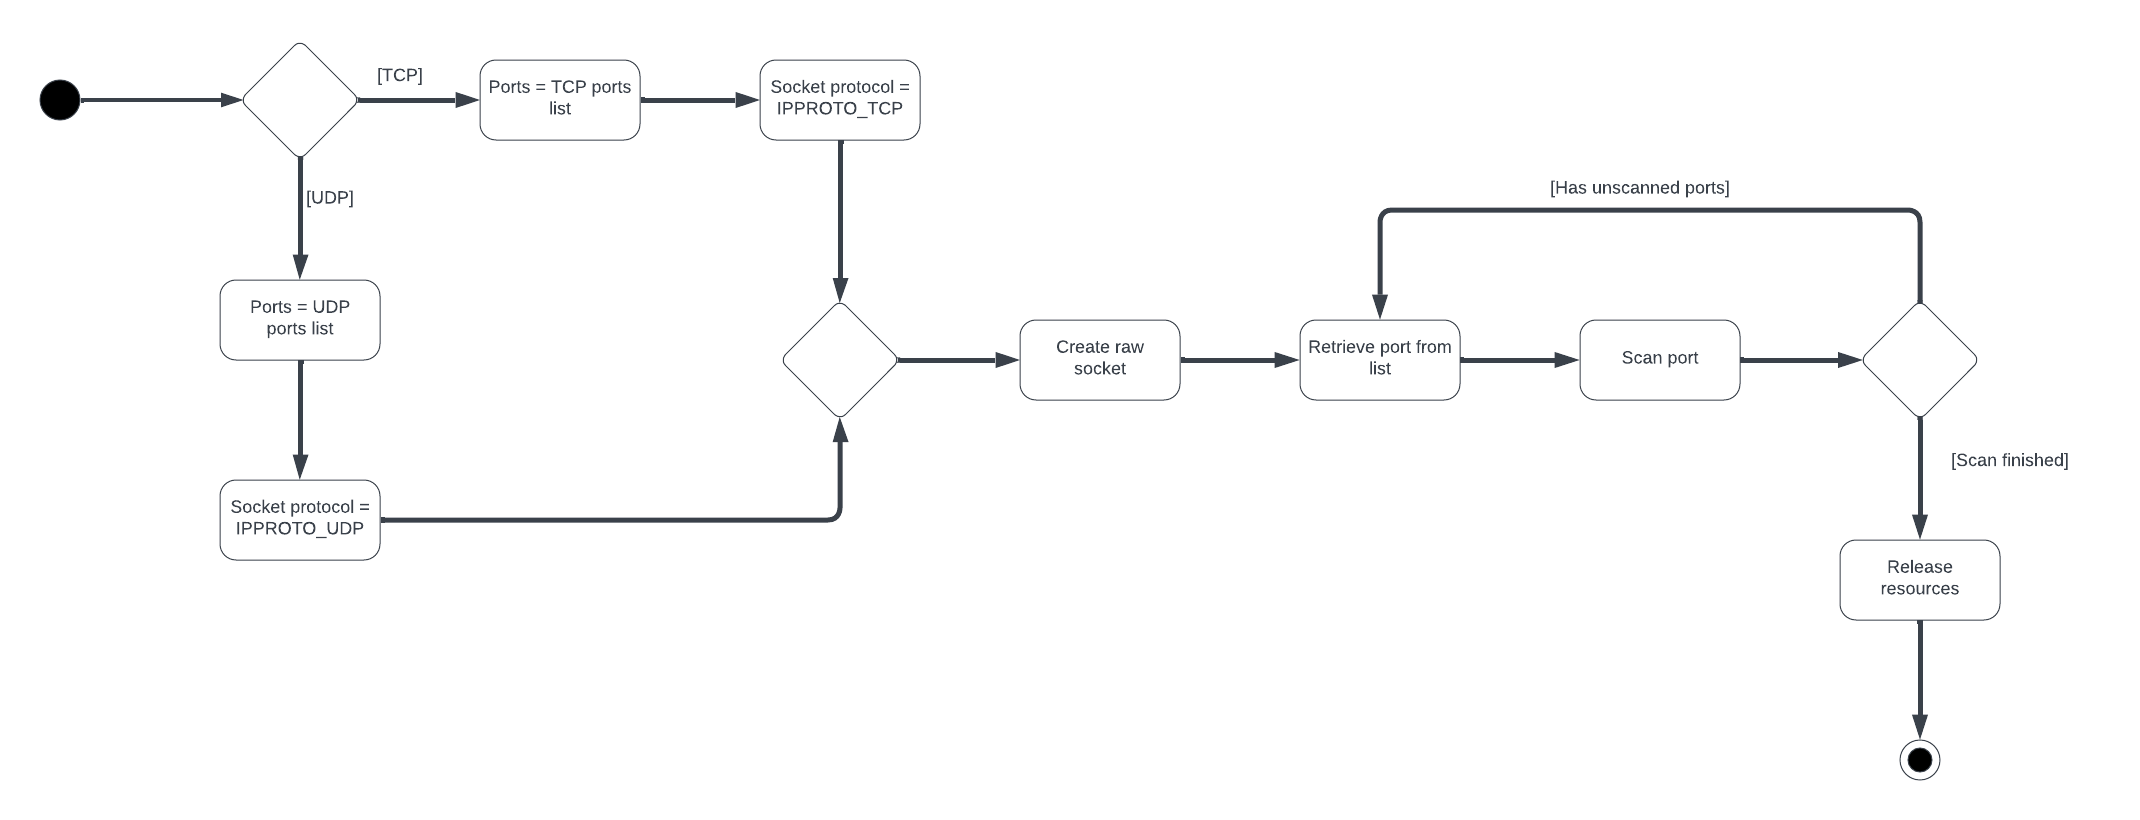 [TCP]
Ports = TCP ports
list
Socket protocol =
IPPROTO_TCP
[UDP]
Ports = UDP
ports list
Socket protocol =
IPPROTO_UDP
Create raw
socket
[Has unscanned ports]
Retrieve port from
list
Scan port
[Scan finished]
Release
resources